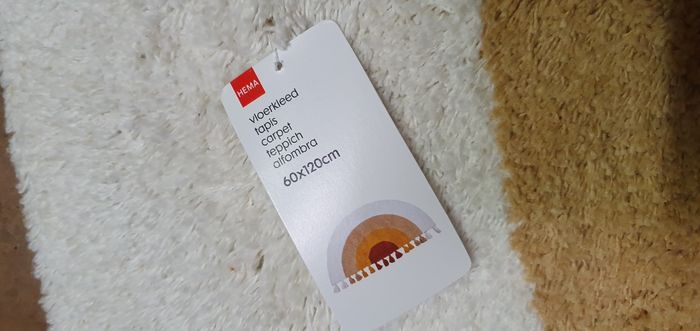 HEMA
vloerkleed
tapis
carpet
teppich
alfombra
60x120cm